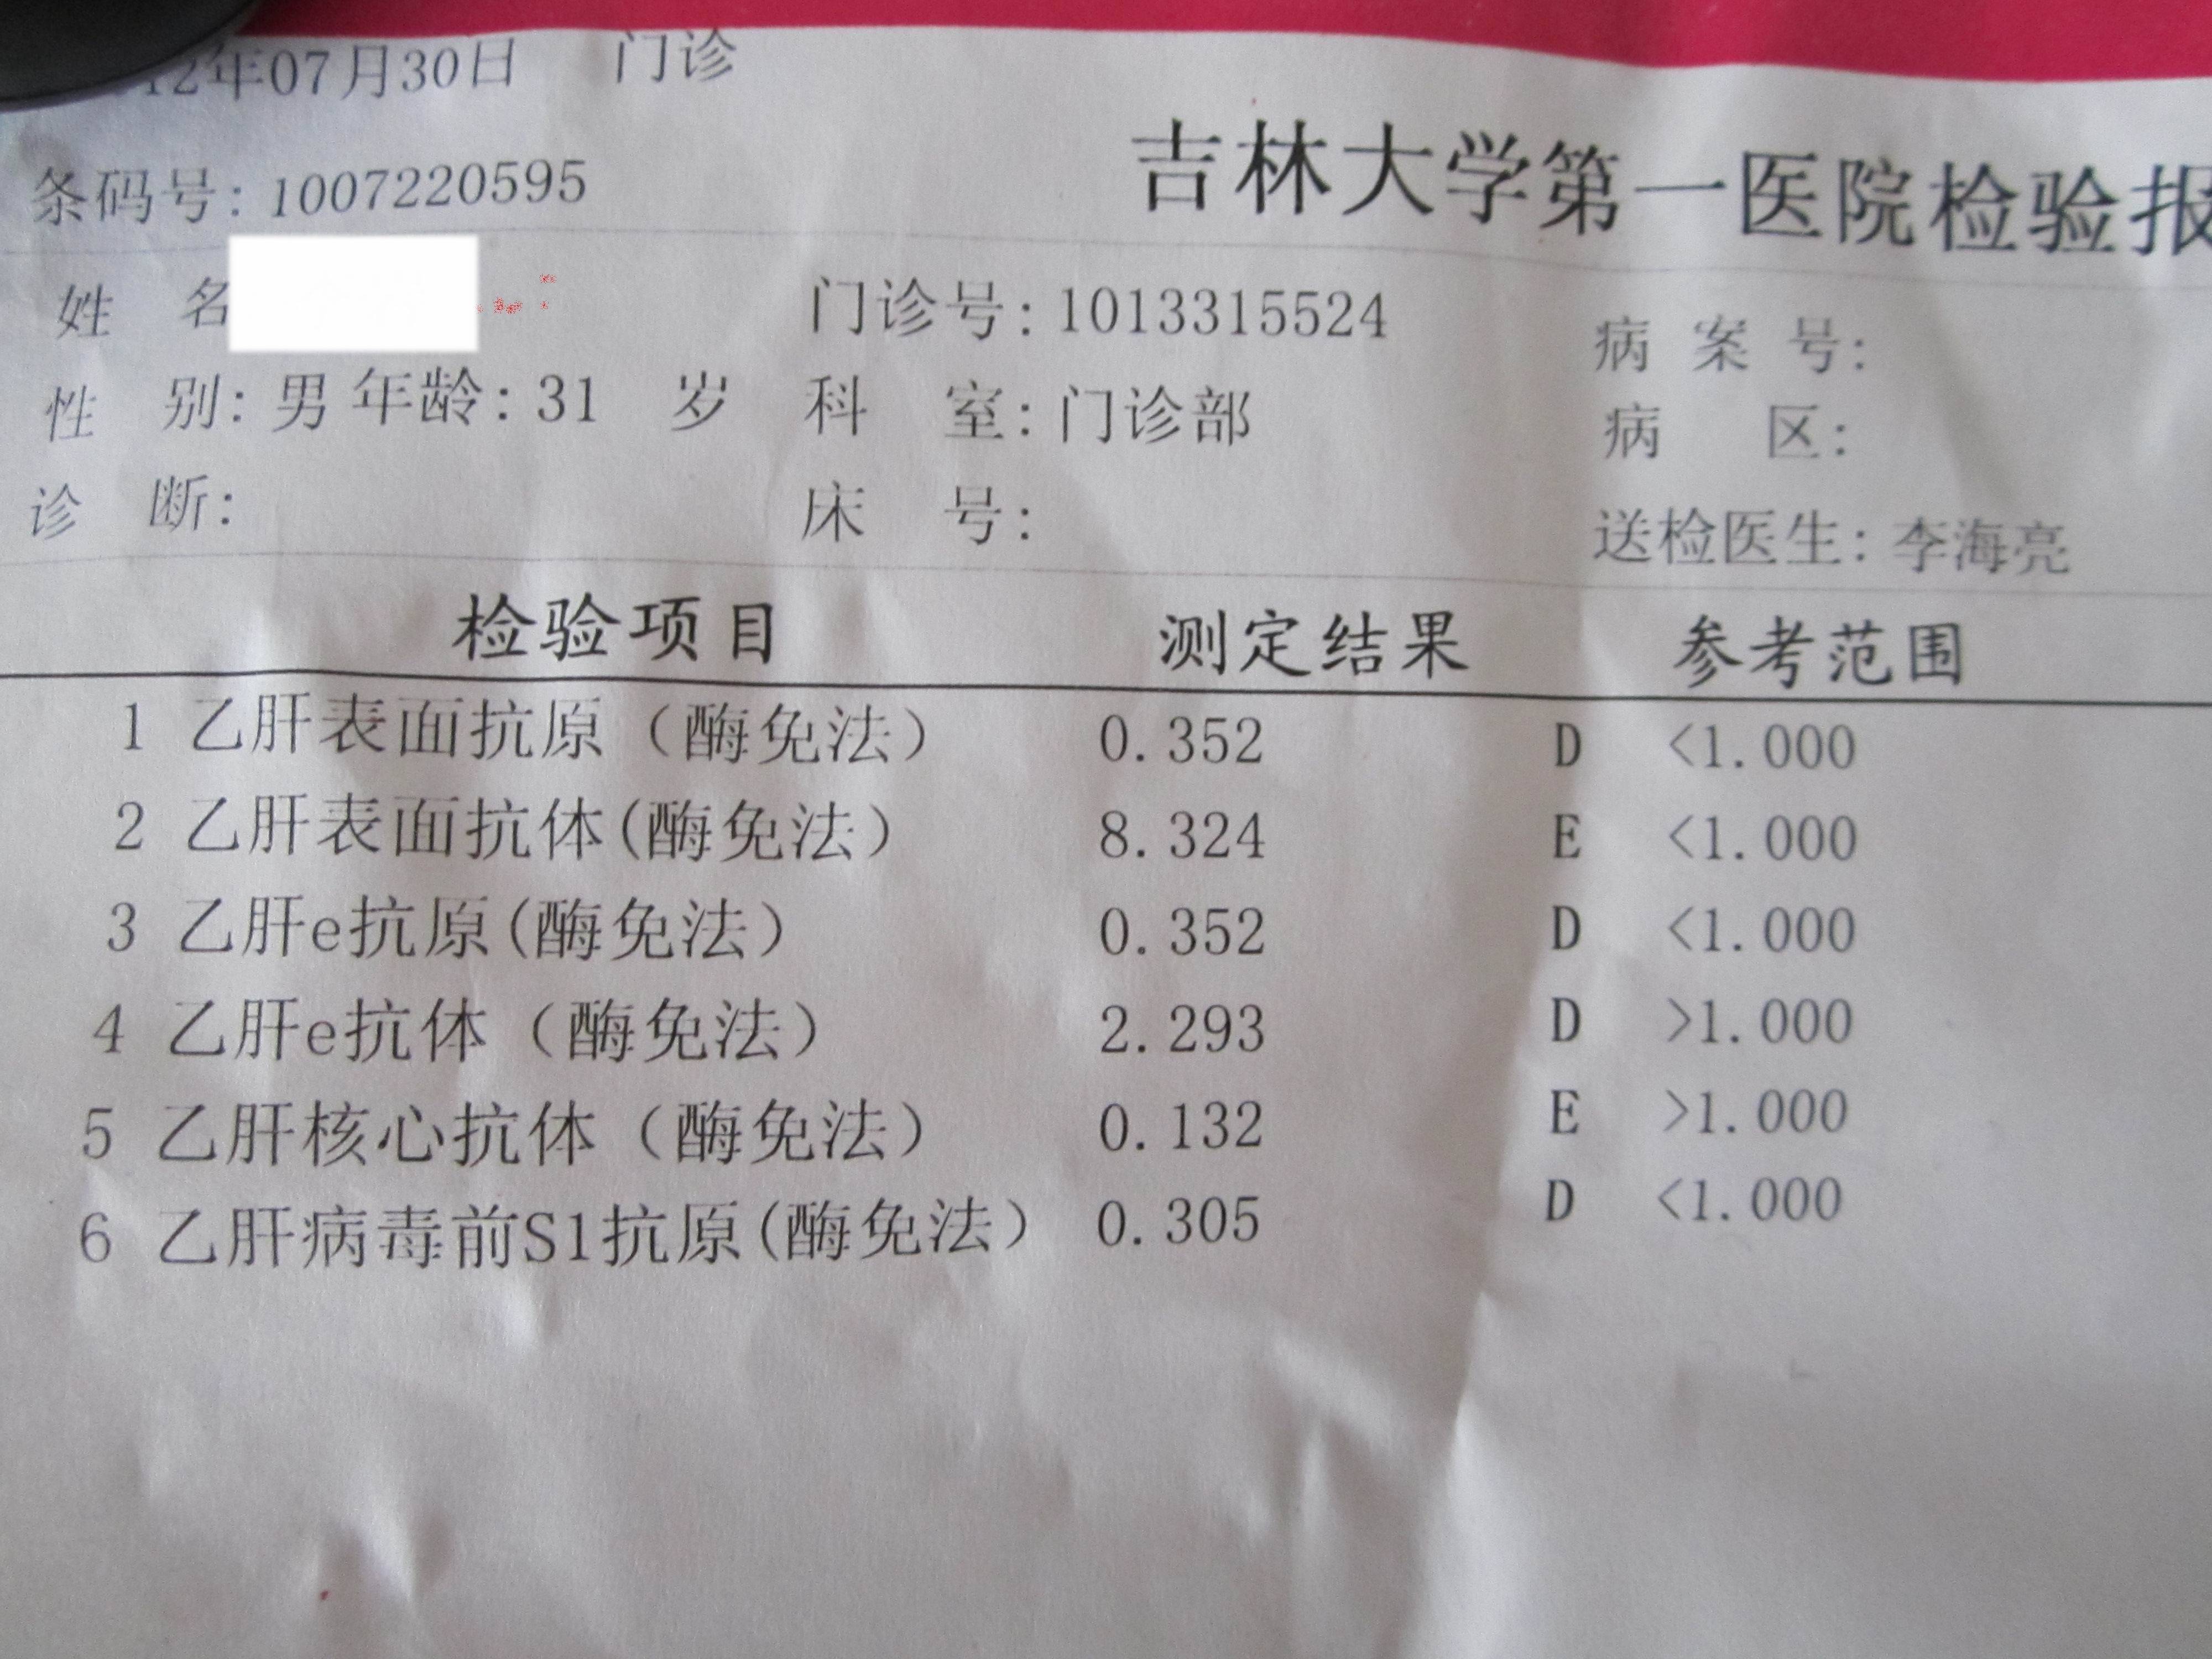 12年07月30日 门诊
条码号: 1007220595
吉林大学第一医院检验报
姓 名 门诊号: 1013315524 病 案 号:
性 别: 男 年龄: 31 岁 科 室: 门诊部 病 区:
诊 断: 床 号: 送检医生: 李海亮
检验项目 测定结果 参考范围
1 乙肝表面抗原（酶免法） 0.352 D <1.000
2 乙肝表面抗体(酶免法） 8.324 E <1.000
3 乙肝e抗原(酶免法） 0.352 D <1.000
4 乙肝e抗体（酶免法） 2.293 D >1.000
5 乙肝核心抗体（酶免法） 0.132 E >1.000
6 乙肝病毒前S1抗原(酶免法） 0.305 D <1.000